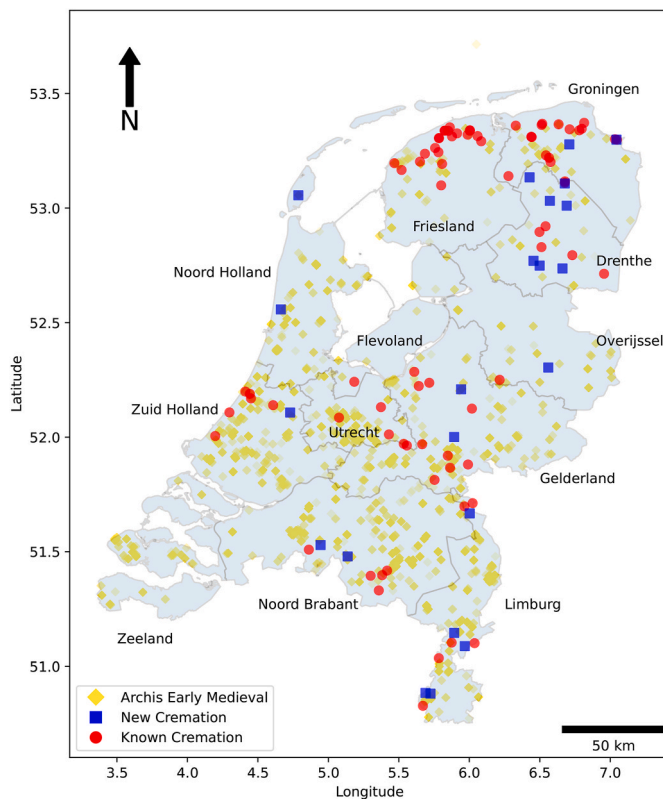 N
Groningen
Friesland
Drenthe
Noord Holland
Flevoland
Overijssel
Zuid Holland
Utrecht
Gelderland
Noord Brabant
Limburg
Zeeland
Archis Early Medieval
New Cremation
Known Cremation
50 km
53.5
53.0
52.5
52.0
51.5
51.0
Latitude
3.5 4.0 4.5 5.0 5.5 6.0 6.5 7.0
Longitude